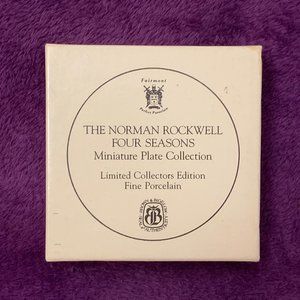 Fairmont
THE NORMAN ROCKWELL
FOUR SEASONS
Miniature Plate Collection
Limited Collectors Edition
Fine Porcelain